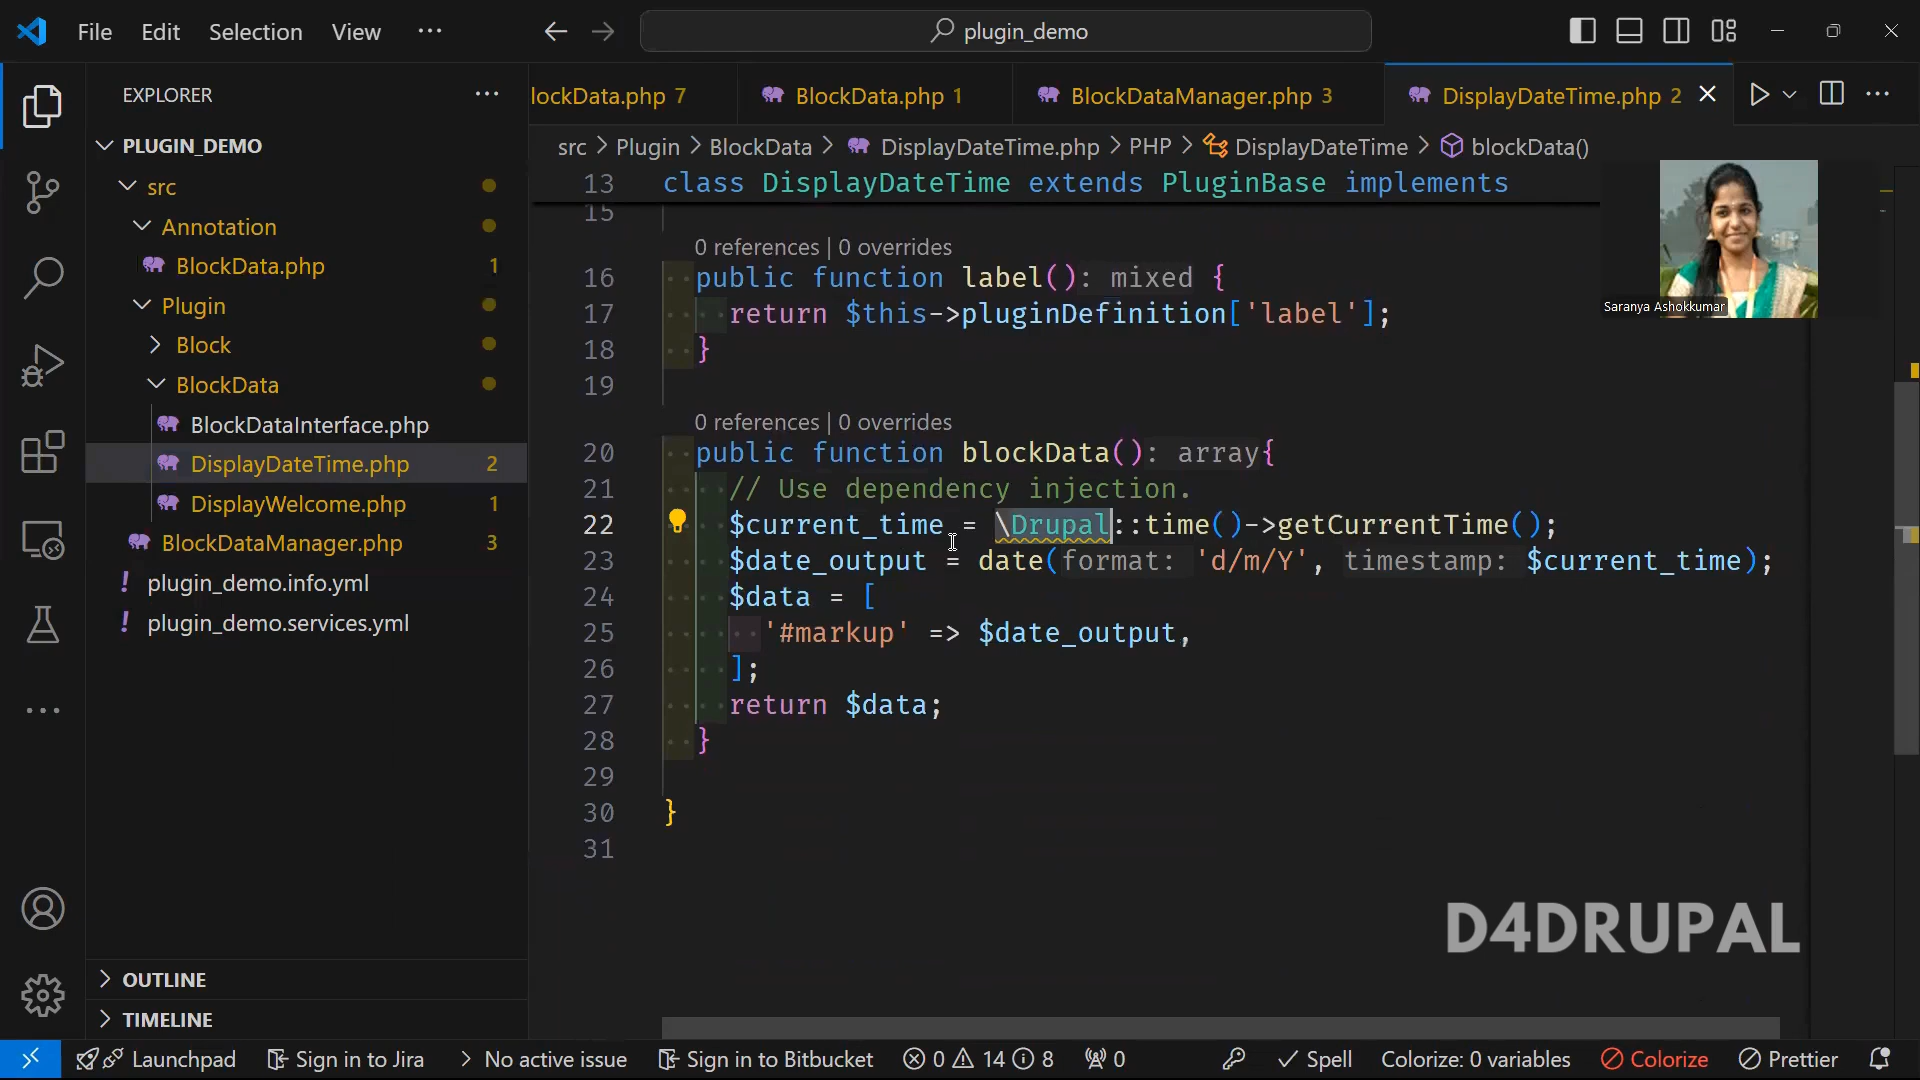 File Edit Selection View ···
plugin_demo
EXPLORER
PLUGIN_DEMO
src
Annotation
BlockData.php 1
Plugin
Block
BlockData
BlockDataInterface.php
DisplayDateTime.php 2
DisplayWelcome.php 1
BlockDataManager.php 3
! plugin_demo.info.yml
! plugin_demo.services.yml
OUTLINE
TIMELINE
lockData.php 7 BlockData.php 1 BlockDataManager.php 3 DisplayDateTime.php 2
src > Plugin > BlockData > DisplayDateTime.php > PHP > DisplayDateTime > blockData()
13 class DisplayDateTime extends PluginBase implements
15
0 references | 0 overrides
16 public function label(): mixed {
17 return $this->pluginDefinition['label'];
18 }
19
0 references | 0 overrides
20 public function blockData(): array{
21 // Use dependency injection.
22 $current_time = \Drupal::time()->getCurrentTime();
23 $date_output = date(format: 'd/m/Y', timestamp: $current_time);
24 $data = [
25 '#markup' => $date_output,
26 ];
27 return $data;
28 }
29
30 }
31
Saranya Ashokkumar
D4DRUPAL
Launchpad Sign in to Jira > No active issue Sign in to Bitbucket 0 14 8 0 Spell Colorize: 0 variables Colorize Prettier